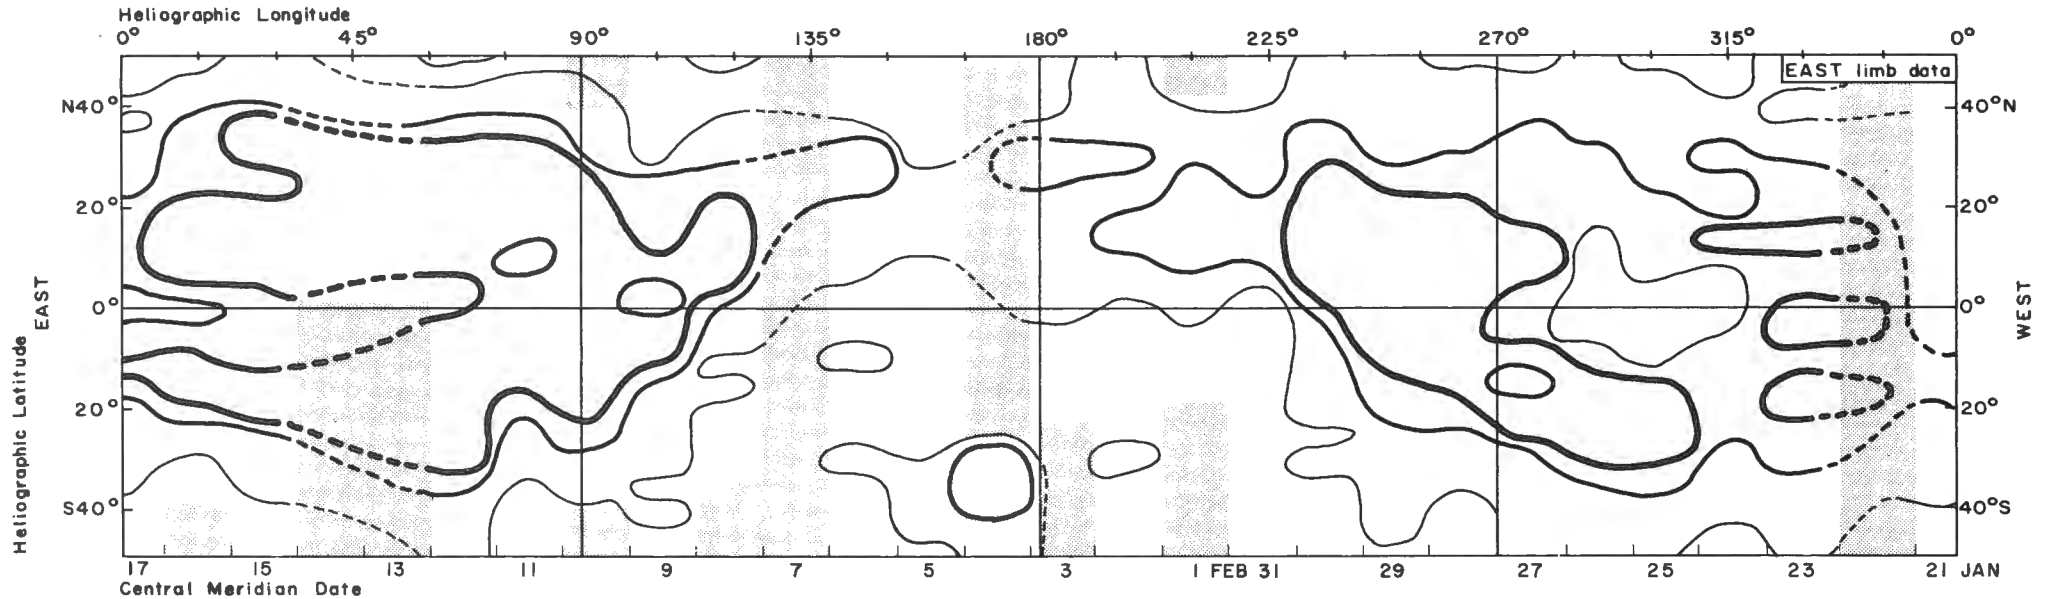 Heliographic Longitude
0° 45° 90° 135° 180° 225° 270° 315° 0°
EAST limb data
N40° 40°N
20° 20°
0° 0°
20° 20°
S40° 40°S
EAST
WEST
Heliographic Latitude
17 15 13 11 9 7 5 3 1 FEB 31 29 27 25 23 21 JAN
Central Meridian Date